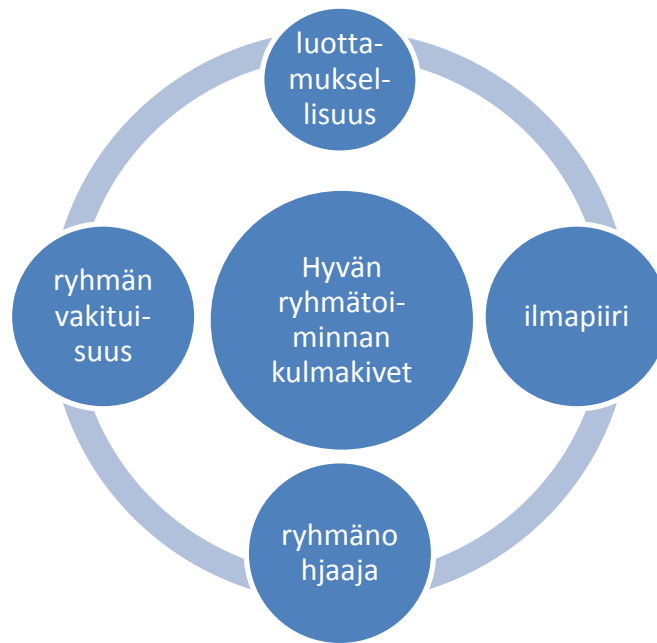 luotta-
muksel-
lisuus
ryhmän
vakitui-
suus
Hyvän
ryhmätoi-
minnan
kulmakivet
ilmapiiri
ryhmäno
hjaaja